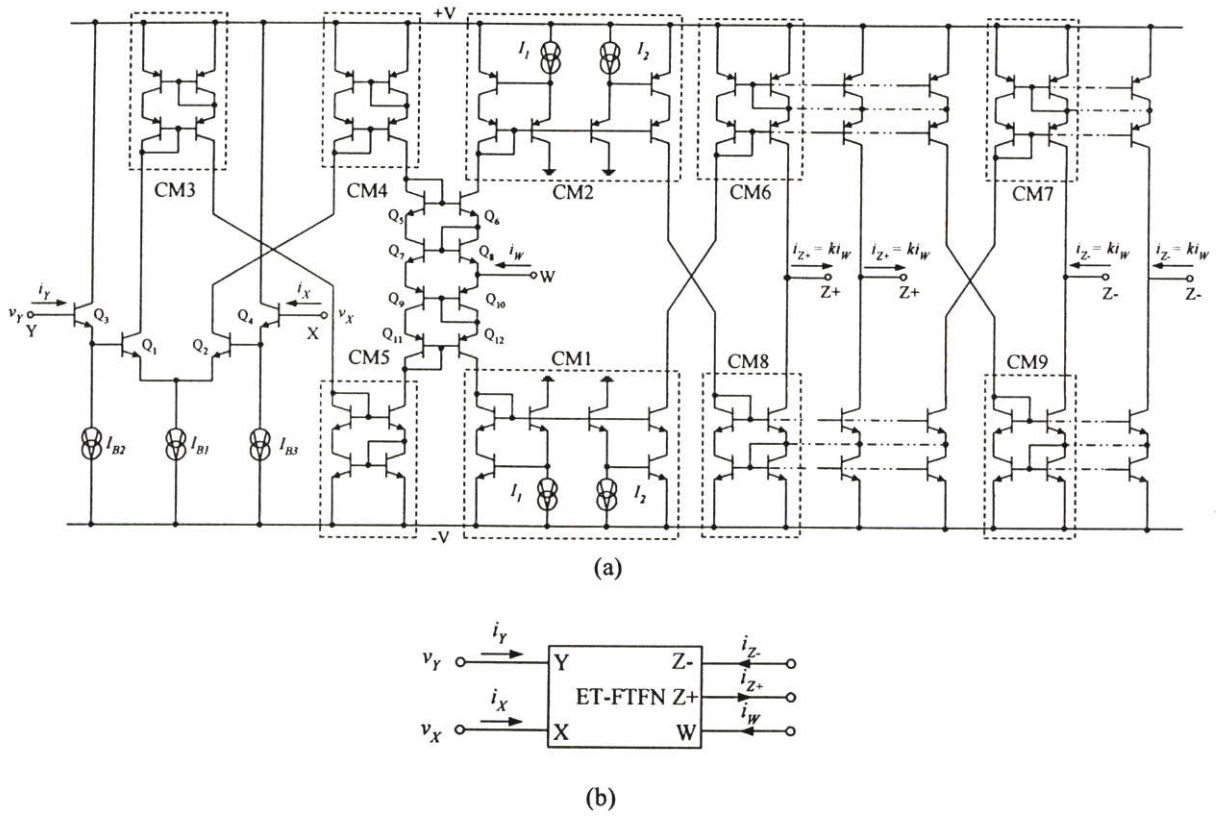 +V
I1 I2
CM3 CM4 CM2 CM6 CM7
Q5 Q6
Q7 Q8 iW
W
iZ+ = kiW iZ+ = kiW iZ- = kiW iZ- = kiW
Z+ Z+ Z- Z-
iY iX
vY Y Q3 Q4 X vX
Q9 Q10
Q1 Q2
Q11 Q12
CM5 CM1 CM8 CM9
IB2 IB1 IB3
I1 I2
-V
(a)
iY iZ-
vY Y Z-
iZ+
iX ET-FTFN Z+
iW
vX X W
(b)